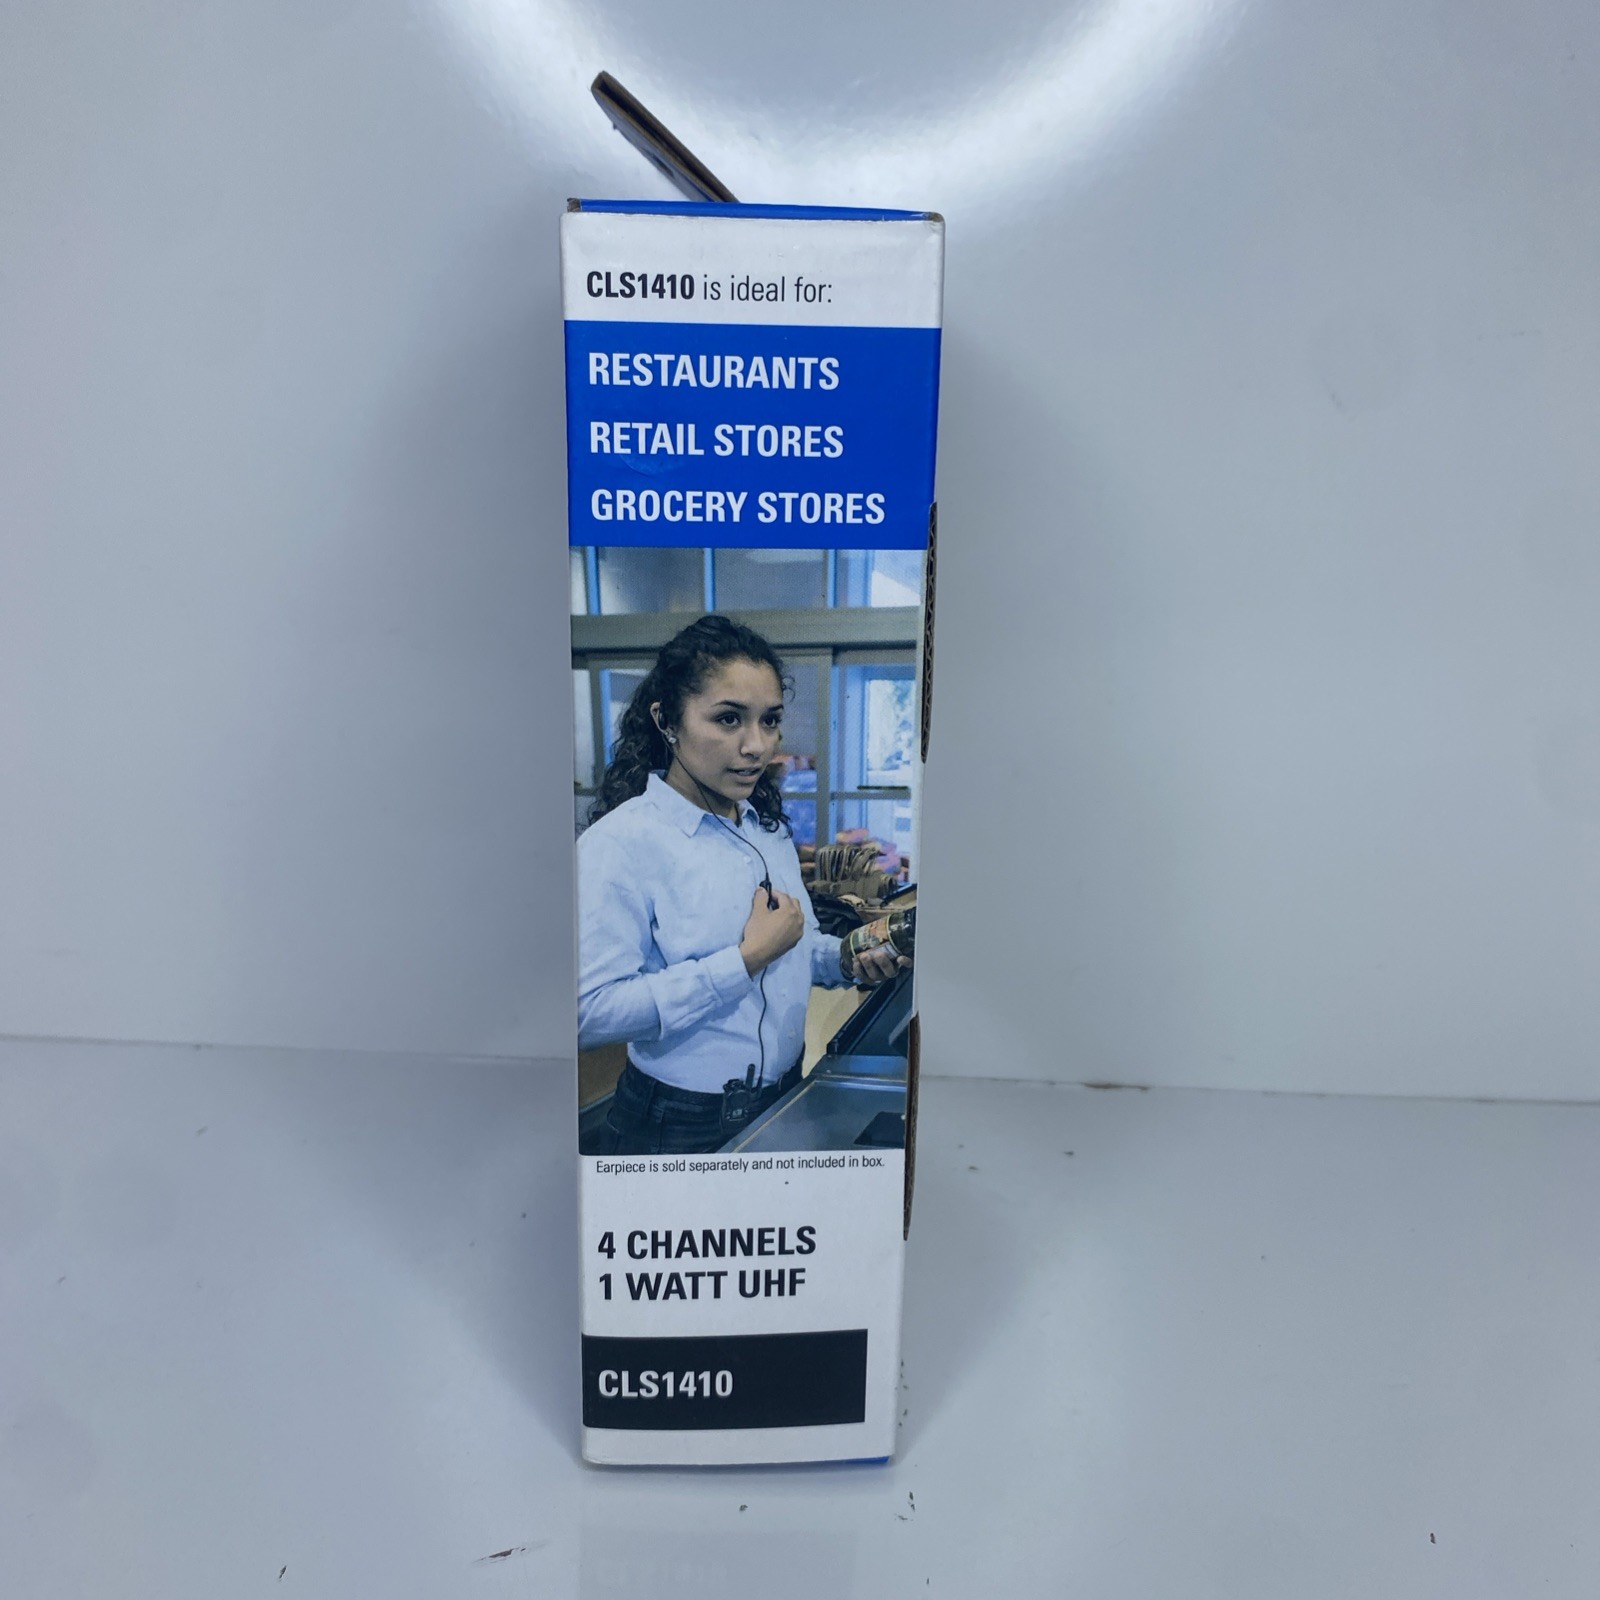 CLS1410 is ideal for:
RESTAURANTS
RETAIL STORES
GROCERY STORES
Earpiece is sold separately and not included in box.
4 CHANNELS
1 WATT UHF
CLS1410